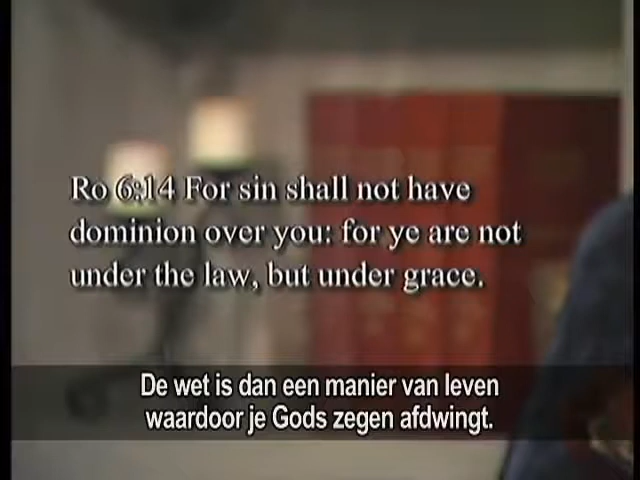 Ro 6:14 For sin shall not have
dominion over you: for ye are not
under the law, but under grace.
De wet is dan een manier van leven
waardoor je Gods zegen afdwingt.